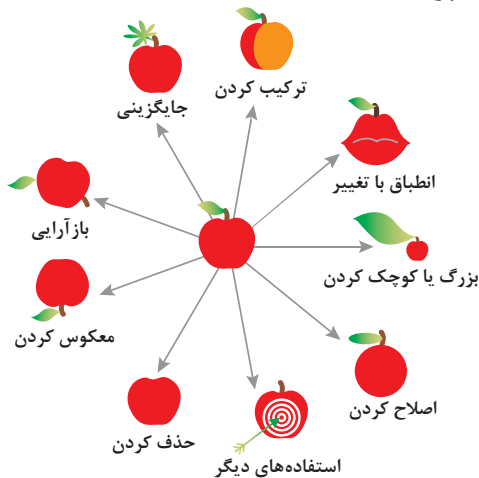 ترکیب کردن
جایگزینی
انطباق با تغییر
بازآرایی
بزرگ یا کوچک کردن
معکوس کردن
اصلاح کردن
حذف کردن
استفاده‌های دیگر